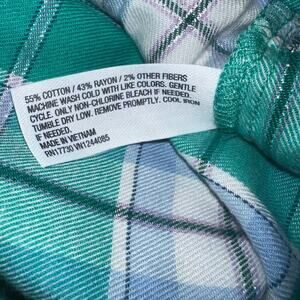 55% COTTON / 43% RAYON / 2% OTHER FIBERS
MACHINE WASH COLD WITH LIKE COLORS. GENTLE
CYCLE. ONLY NON-CHLORINE BLEACH IF NEEDED.
TUMBLE DRY LOW. REMOVE PROMPTLY. COOL IRON
IF NEEDED.
MADE IN VIETNAM
RN17730 VN1244085